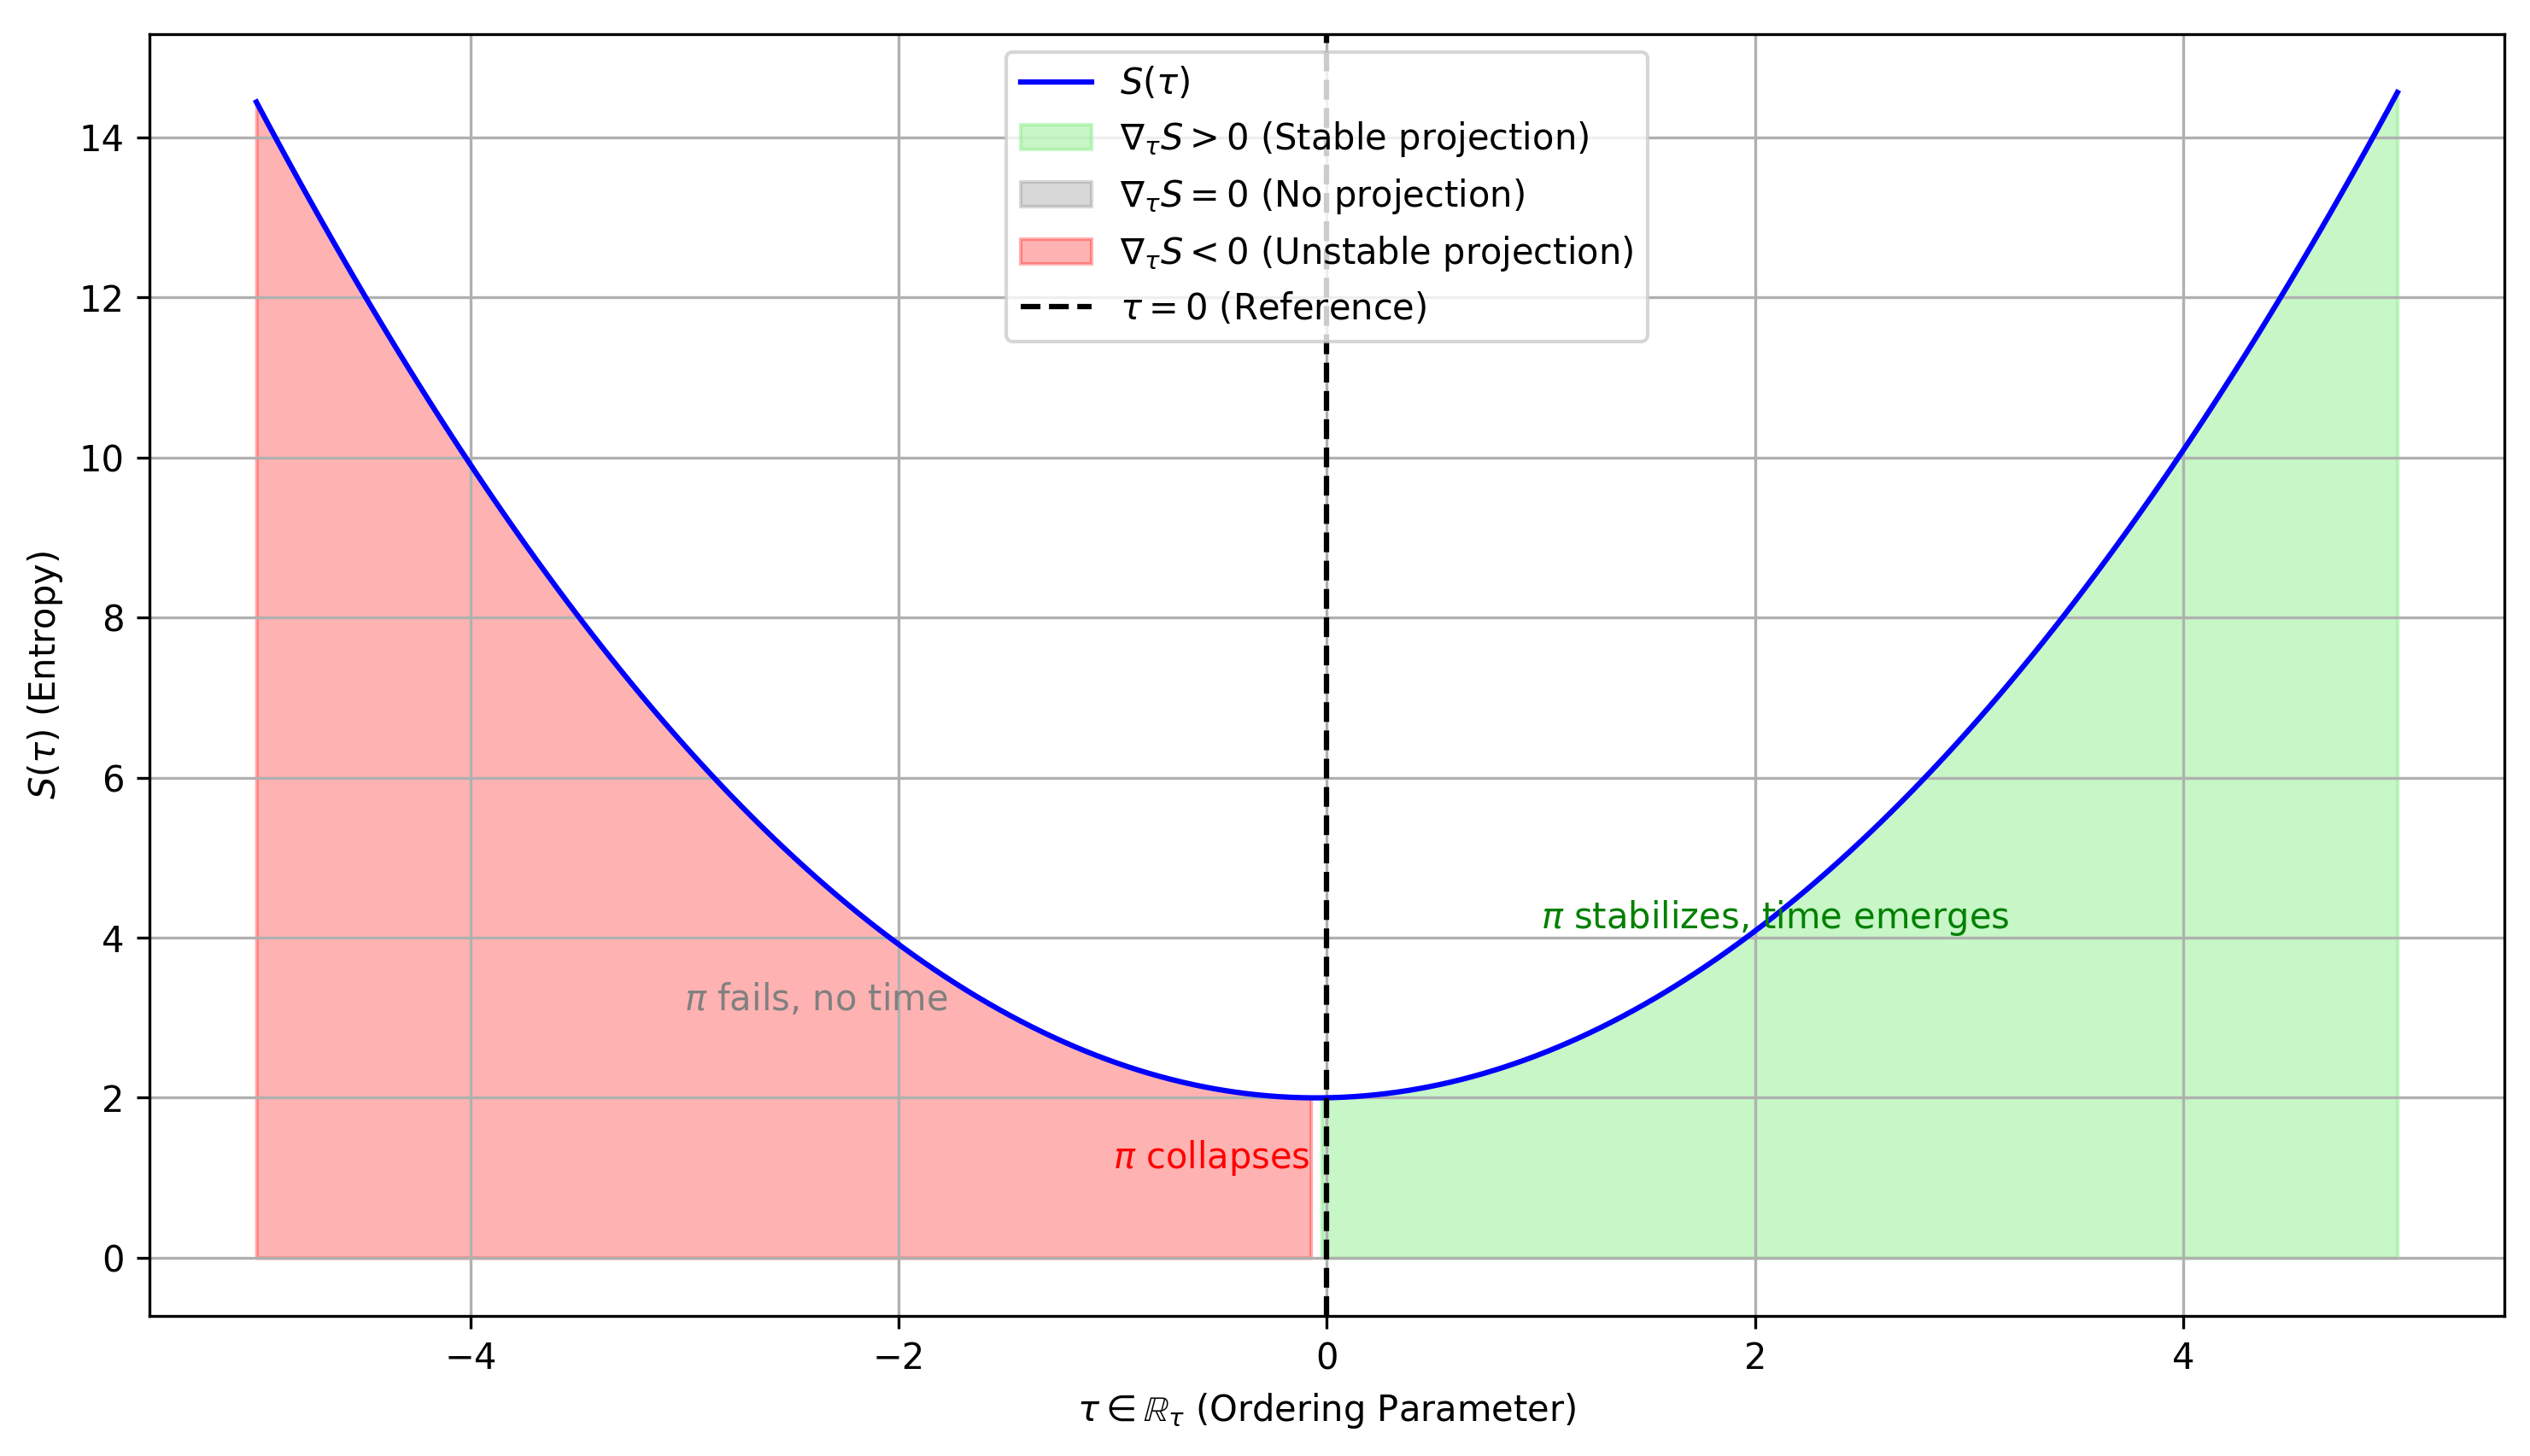 S(τ)
∇τS > 0 (Stable projection)
∇τS = 0 (No projection)
∇τS < 0 (Unstable projection)
τ = 0 (Reference)
14
12
10
8
6
4
2
0
S(τ) (Entropy)
π stabilizes, time emerges
π fails, no time
π collapses
−4
−2
0
2
4
τ ∈ ℝτ (Ordering Parameter)